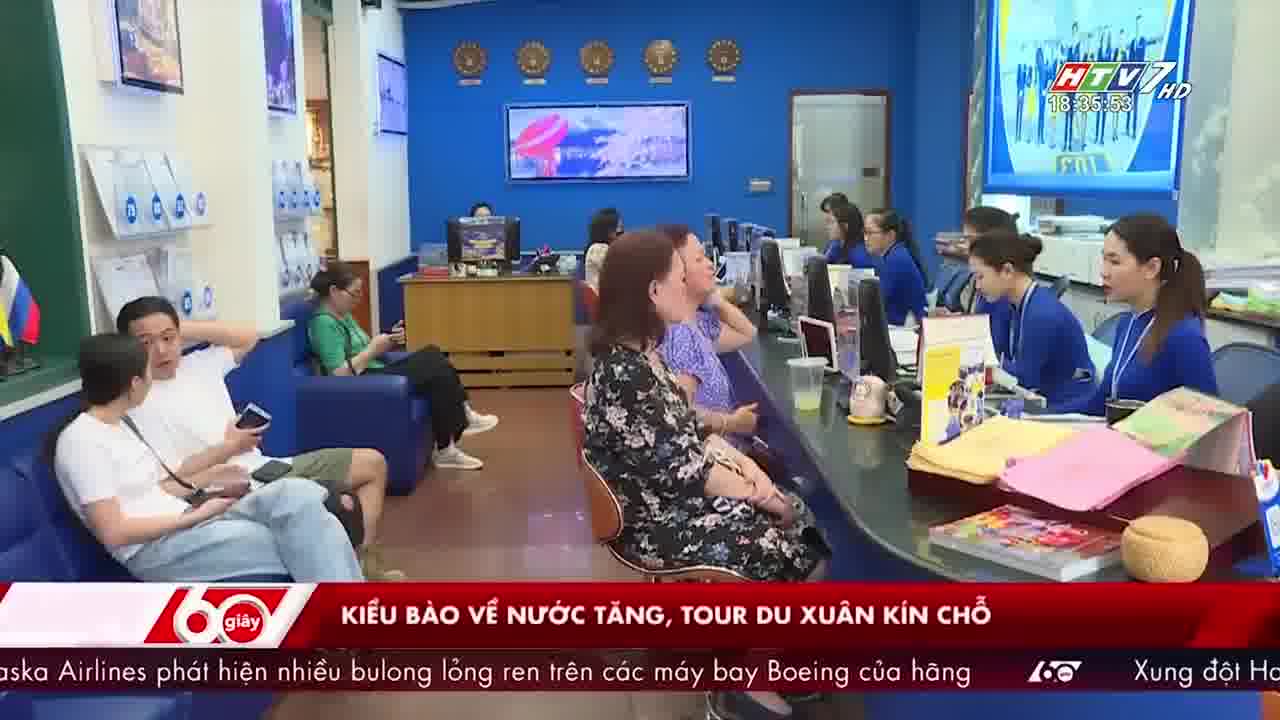 HTV7 HD
18:35:53
60 giây
KIỀU BÀO VỀ NƯỚC TĂNG, TOUR DU XUÂN KÍN CHỖ
aska Airlines phát hiện nhiều bulong lỏng ren trên các máy bay Boeing của hãng
60 giây
Xung đột Ha